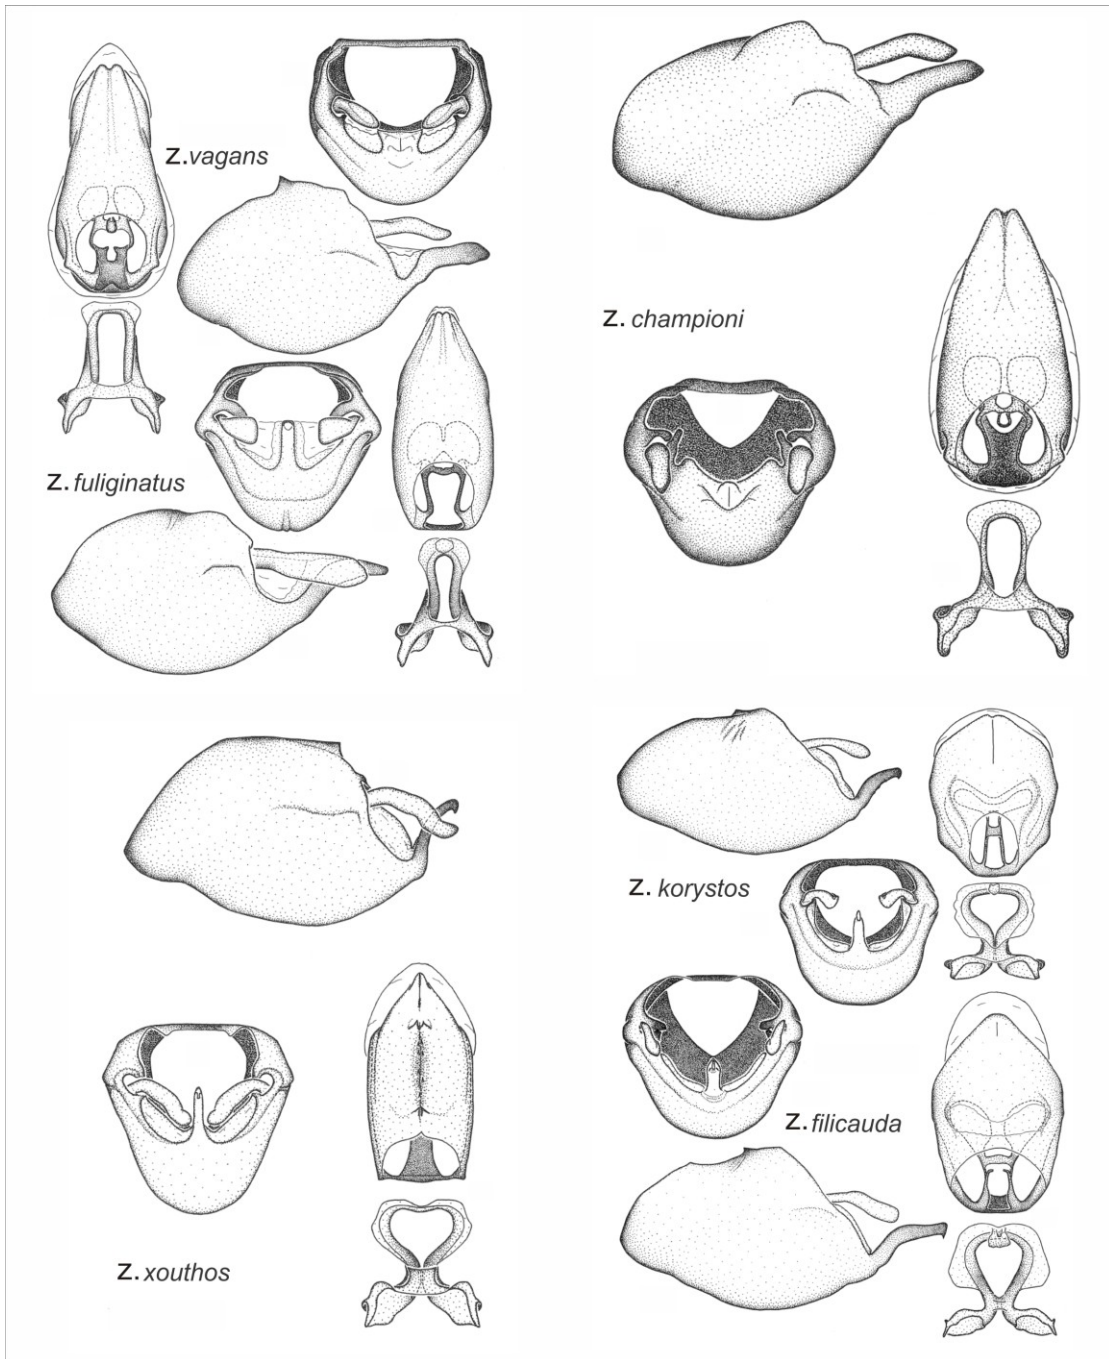 z. vagans
z. championi
z. fuliginatus
z. korystos
z. filicauda
z. xouthos